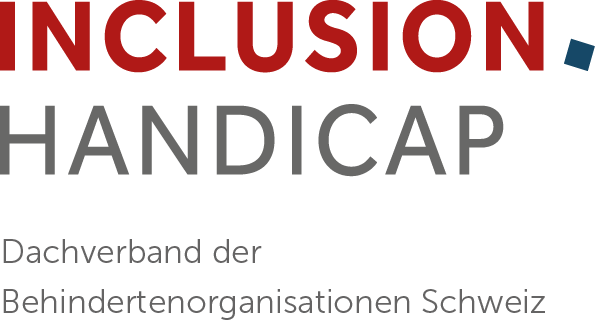 INCLUSION.
HANDICAP
Dachverband der
Behindertenorganisationen Schweiz